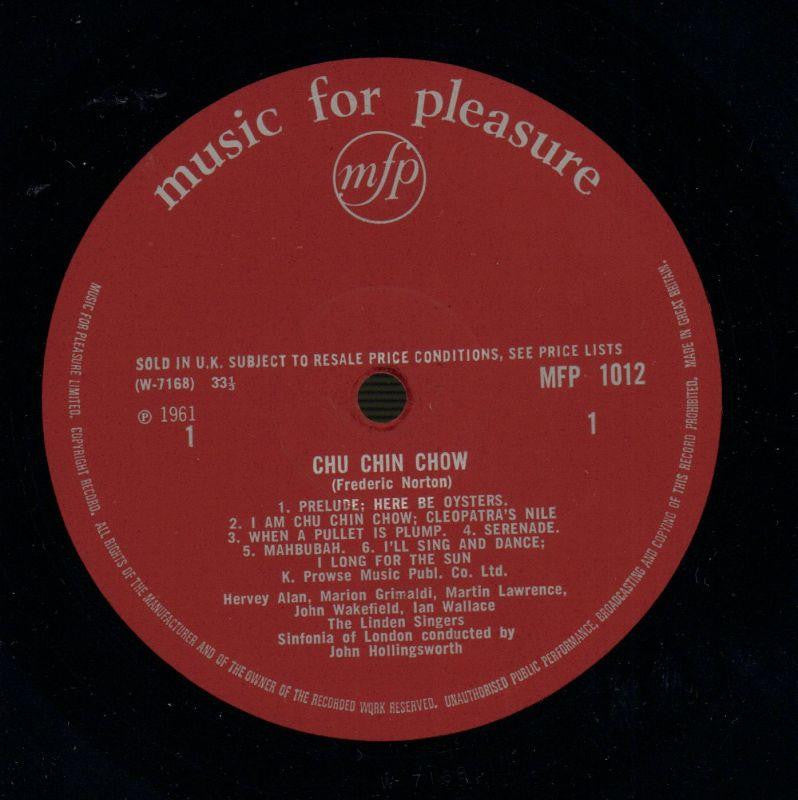 music for pleasure
mfp
SOLD IN U.K. SUBJECT TO RESALE PRICE CONDITIONS, SEE PRICE LISTS
(W-7168) 33⅓
MFP 1012
℗ 1961
1
1
CHU CHIN CHOW
(Frederic Norton)
1. PRELUDE; HERE BE OYSTERS.
2. I AM CHU CHIN CHOW; CLEOPATRA'S NILE
3. WHEN A PULLET IS PLUMP. 4. SERENADE.
5. MAHBUBAH. 6. I'LL SING AND DANCE;
I LONG FOR THE SUN
K. Prowse Music Publ. Co. Ltd.
Hervey Alan, Marion Grimaldi, Martin Lawrence,
John Wakefield, Ian Wallace
The Linden Singers
Sinfonia of London conducted by
John Hollingsworth
MUSIC FOR PLEASURE LIMITED. COPYRIGHT RECORD. ALL RIGHTS OF THE MANUFACTURER AND OF THE OWNER OF THE RECORDED WORK RESERVED. UNAUTHORISED PUBLIC PERFORMANCE, BROADCASTING AND COPYING OF THIS RECORD PROHIBITED. MADE IN GREAT BRITAIN.